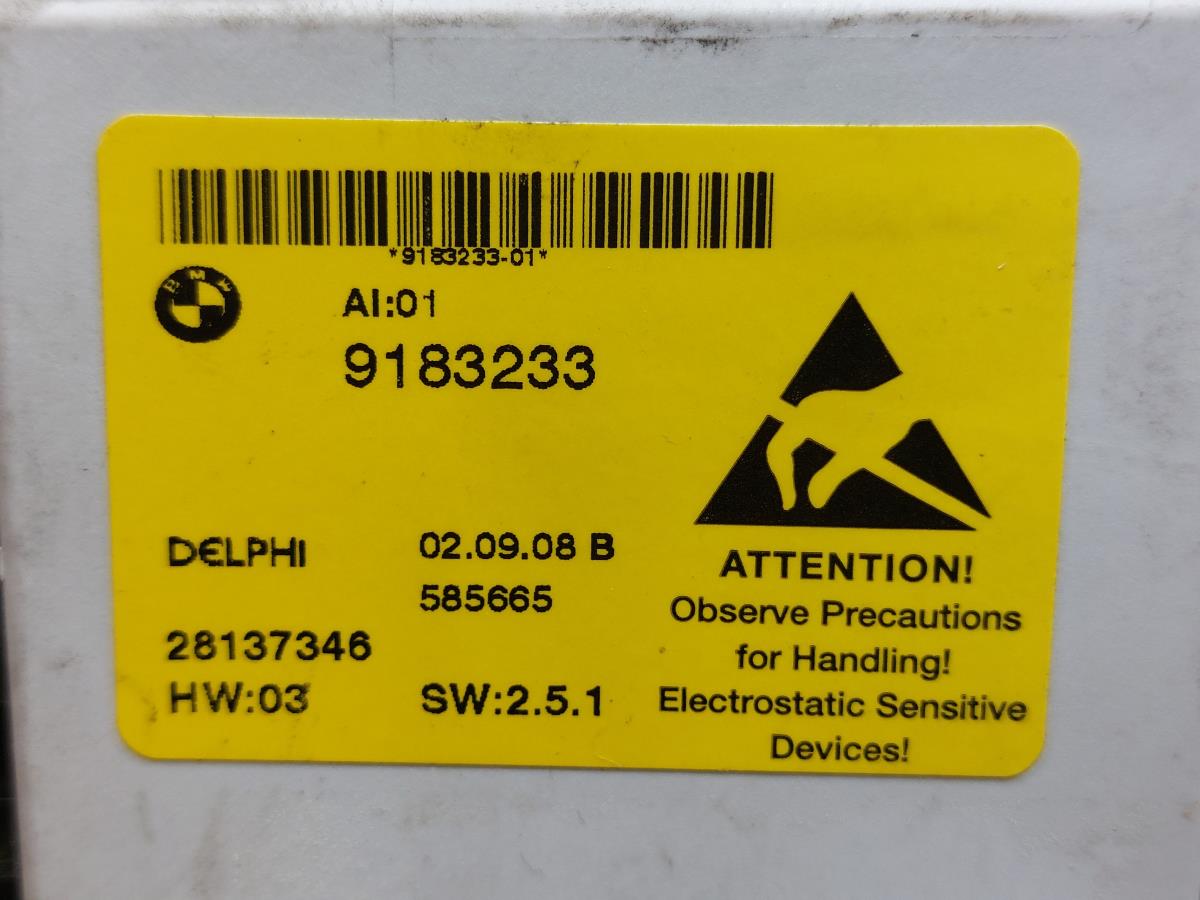 *9183233-01*
BMW
AI:01
9183233
DELPHI
02.09.08 B
585665
28137346
HW:03
SW:2.5.1
ATTENTION!
Observe Precautions
for Handling!
Electrostatic Sensitive
Devices!